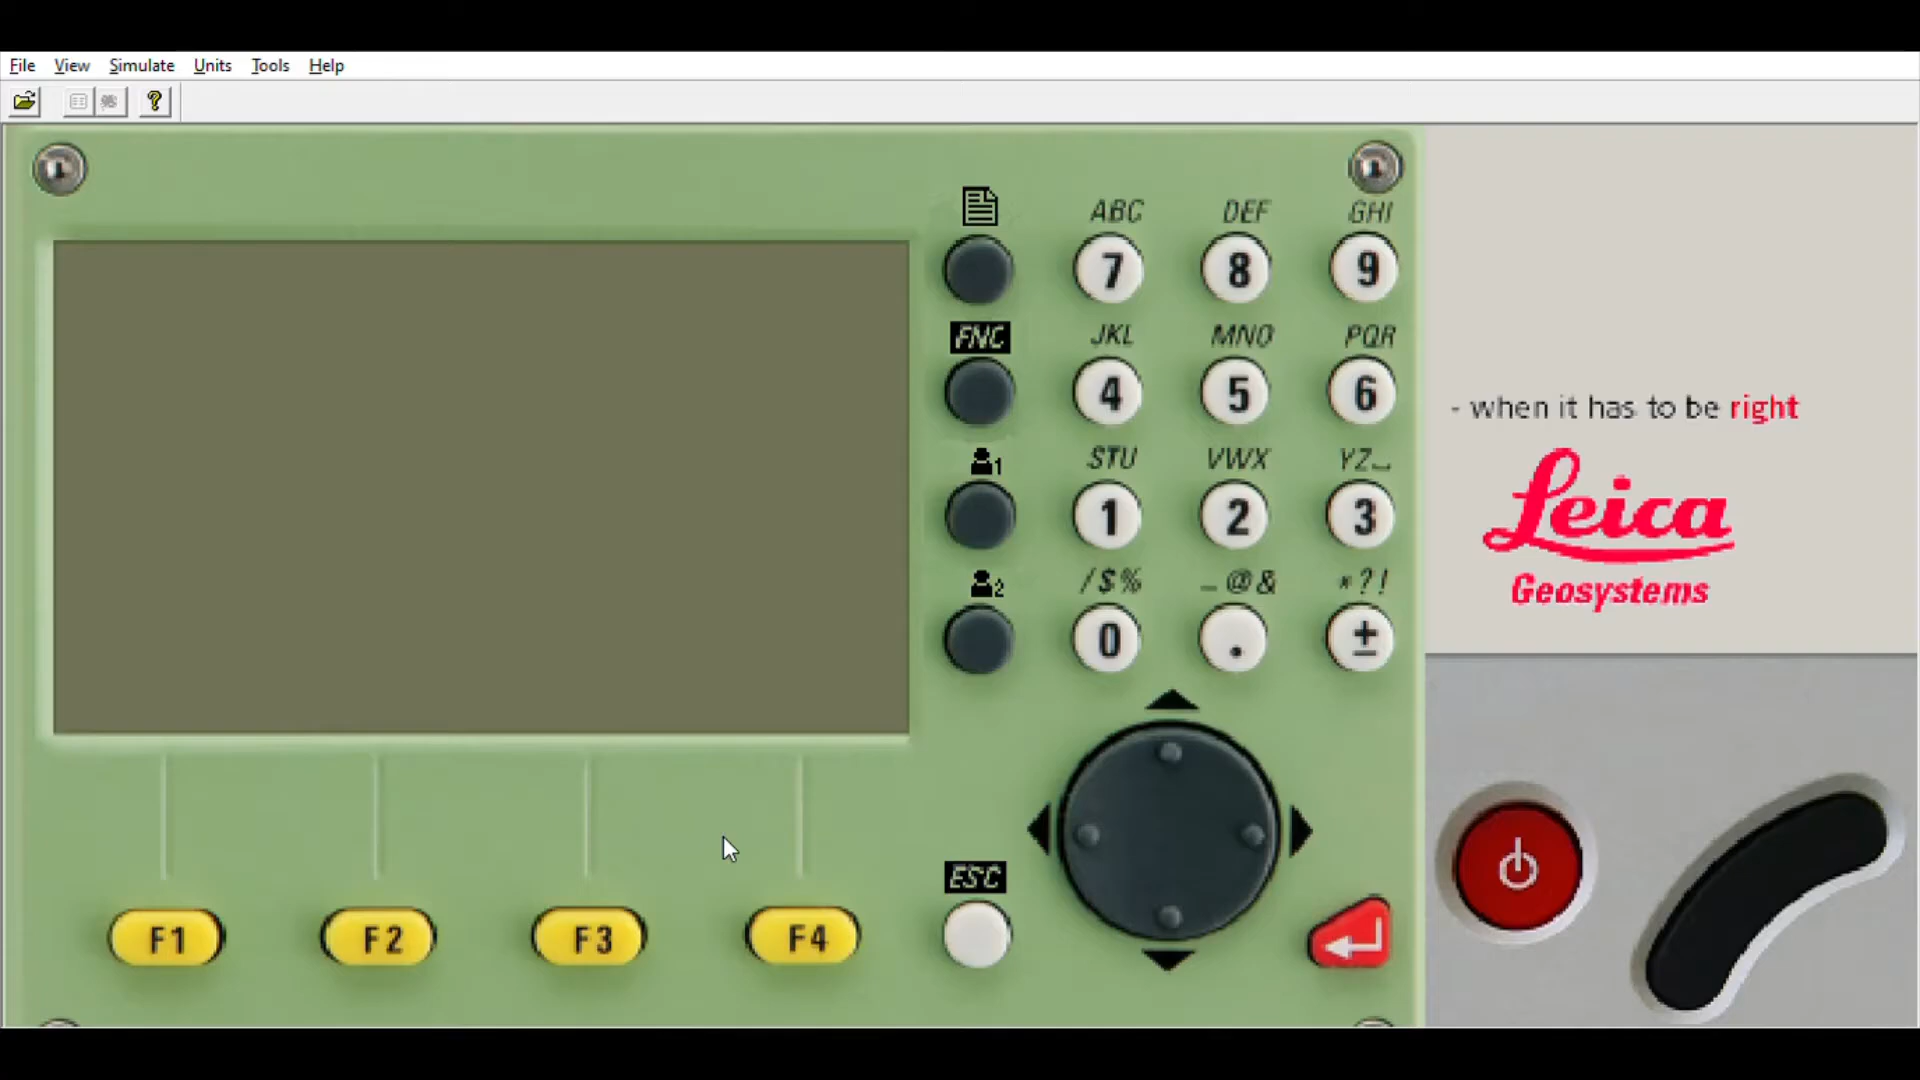 File View Simulate Units Tools Help
?
ABC DEF GHI
7 8 9
FNC JKL MNO PQR
4 5 6
1 STU VWX YZ⎵
1 2 3
2 /$% _@& *?!
0 . ±
ESC
F1 F2 F3 F4
- when it has to be right
Leica
Geosystems